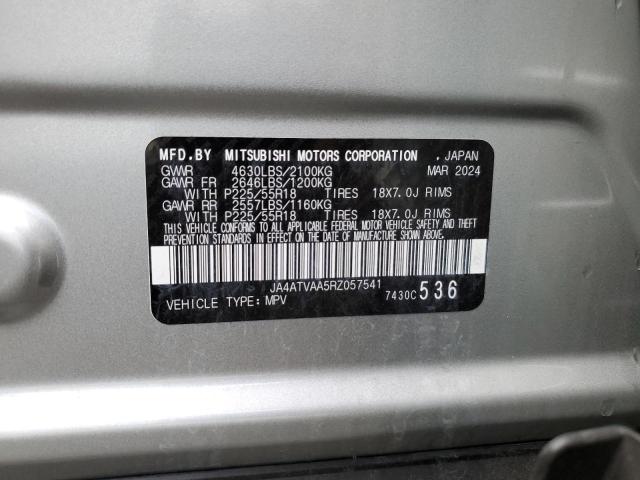 MFD.BY MITSUBISHI MOTORS CORPORATION , JAPAN
GVWR 4630LBS/2100KG MAR 2024
GAWR FR 2646LBS/1200KG
WITH P225/55R18 TIRES 18X7.0J RIMS
GAWR RR 2557LBS/1160KG
WITH P225/55R18 TIRES 18X7.0J RIMS
THIS VEHICLE CONFORMS TO ALL APPLICABLE FEDERAL MOTOR VEHICLE SAFETY AND THEFT
PREVENTION STANDARDS IN EFFECT ON THE DATE OF MANUFACTURE SHOWN ABOVE.
JA4ATVAA5RZ057541
VEHICLE TYPE: MPV 7430C 536